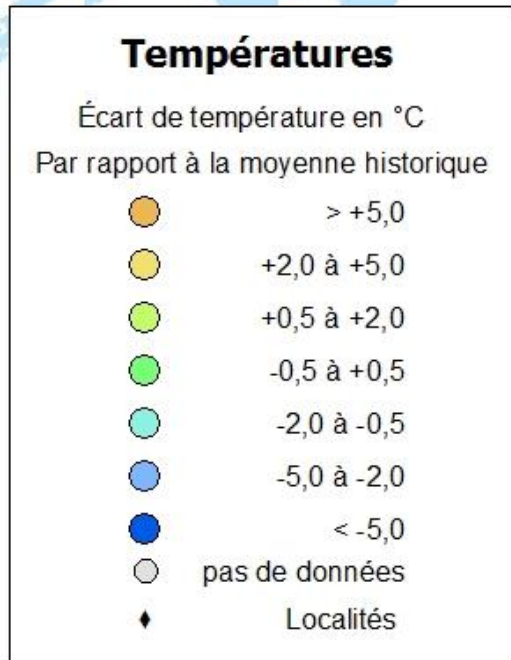 Températures
Écart de température en °C
Par rapport à la moyenne historique
> +5,0
+2,0 à +5,0
+0,5 à +2,0
-0,5 à +0,5
-2,0 à -0,5
-5,0 à -2,0
< -5,0
pas de données
Localités